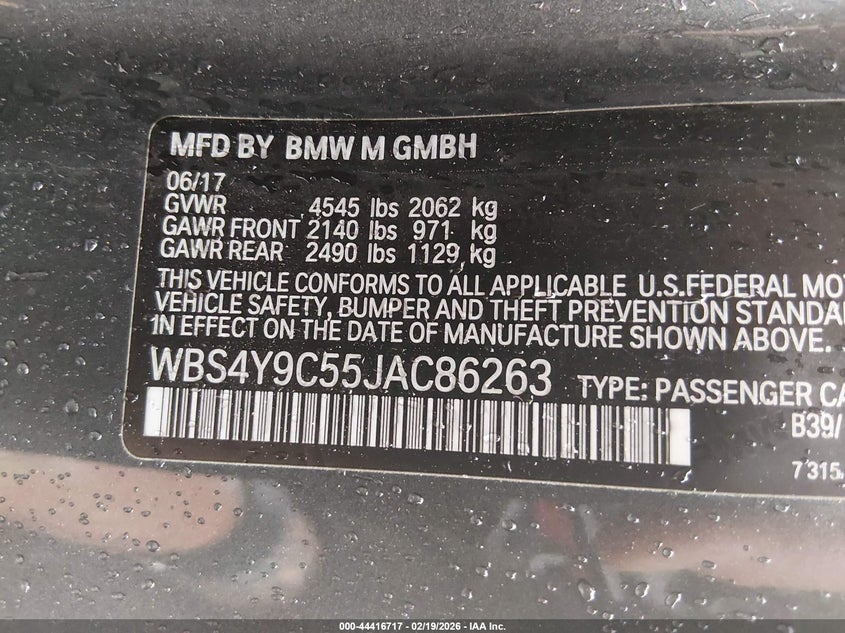 MFD BY BMW M GMBH
06/17
GVWR 4545 lbs 2062 kg
GAWR FRONT 2140 lbs 971 kg
GAWR REAR 2490 lbs 1129 kg
THIS VEHICLE CONFORMS TO ALL APPLICABLE U.S.FEDERAL MOT
VEHICLE SAFETY, BUMPER AND THEFT PREVENTION STANDA
IN EFFECT ON THE DATE OF MANUFACTURE SHOWN ABOVE.
WBS4Y9C55JAC86263 TYPE: PASSENGER CA
B39/
7 315.
000-44416717 - 02/19/2026 - IAA Inc.